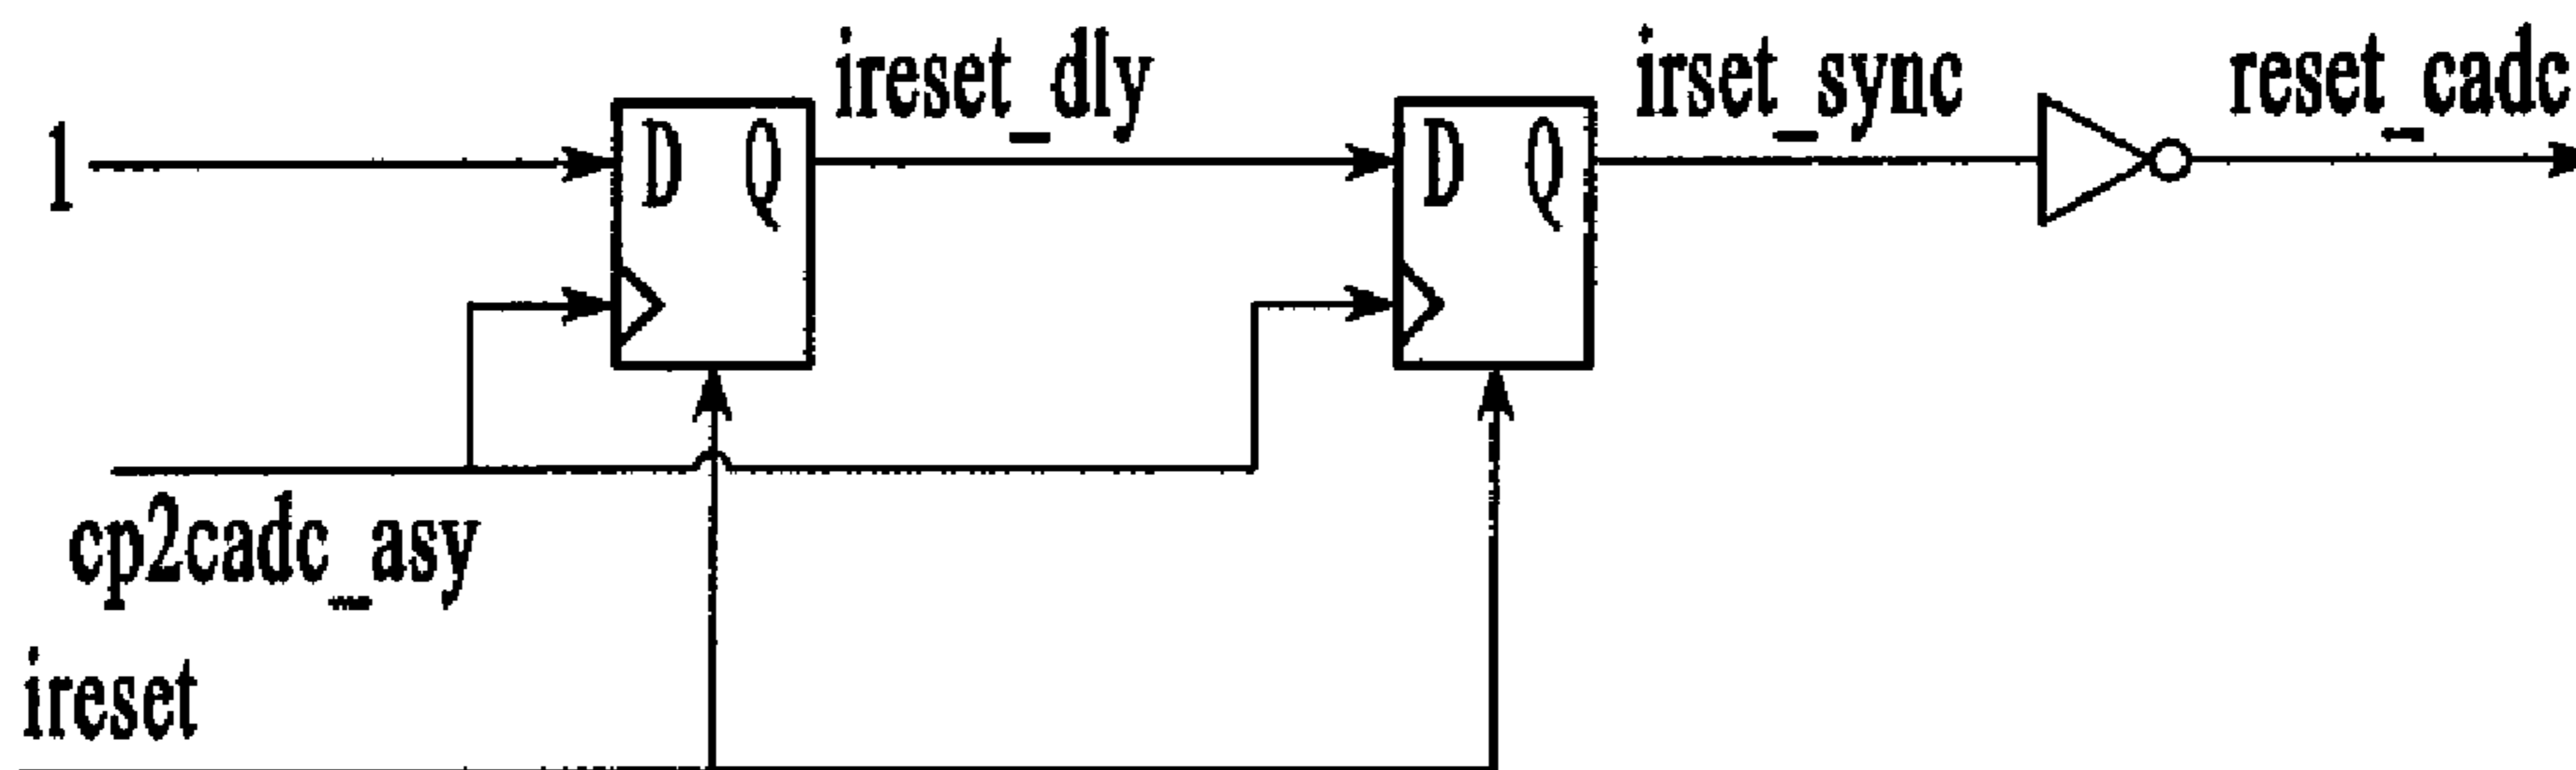 ireset_dly
irset_sync
reset_cadc
1
D Q
D Q
cp2cadc_asy
ireset